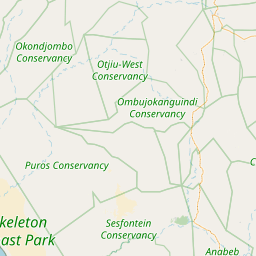 Okondjombo
Conservancy
Otjiu-West
Conservancy
Ombujokanguindi
Conservancy
Puros Conservancy
keleton
ast Park
Sesfontein
Conservancy
Anabeb
C